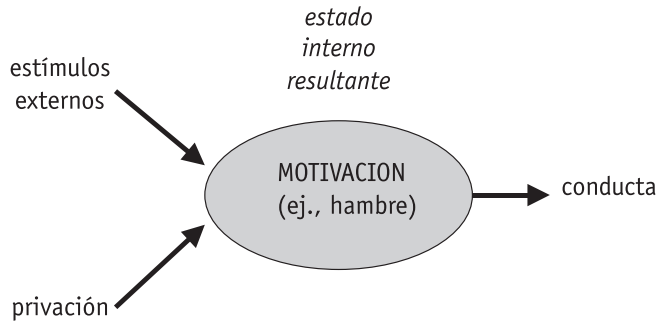 estado
interno
resultante
estímulos
externos
MOTIVACION
(ej., hambre)
conducta
privación